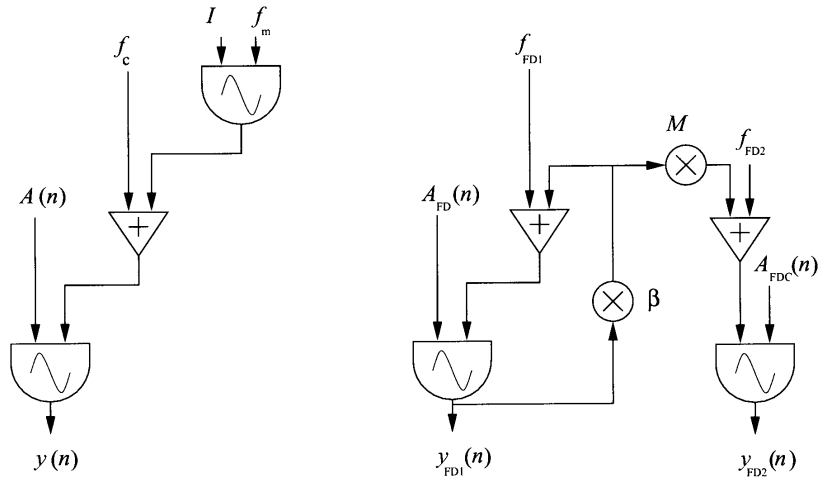 I f_m
f_c
A(n)
+
y(n)
f_FD1
M
f_FD2
A_FD(n)
+
+
A_FDC(n)
β
y_FD1(n)
y_FD2(n)